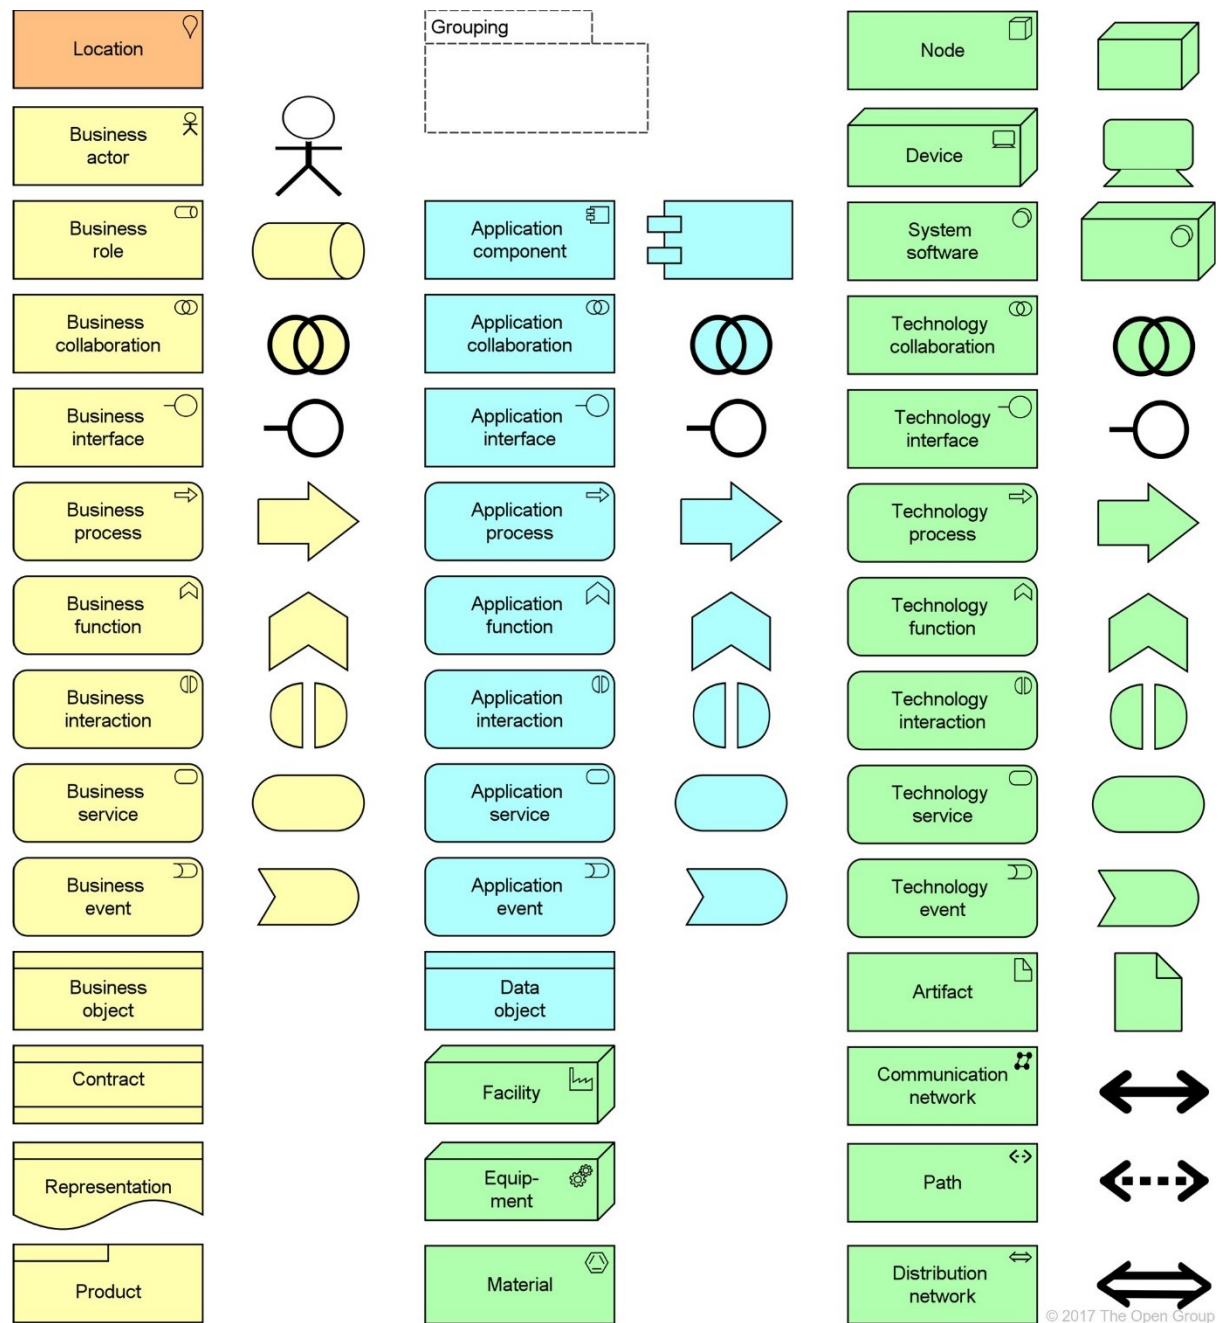 Location
Grouping
Node
Business
actor
Device
Business
role
Application
component
System
software
Business
collaboration
Application
collaboration
Technology
collaboration
Business
interface
Application
interface
Technology
interface
Business
process
Application
process
Technology
process
Business
function
Application
function
Technology
function
Business
interaction
Application
interaction
Technology
interaction
Business
service
Application
service
Technology
service
Business
event
Application
event
Technology
event
Business
object
Data
object
Artifact
Contract
Facility
Communication
network
Representation
Equip-
ment
Path
Product
Material
Distribution
network
© 2017 The Open Group